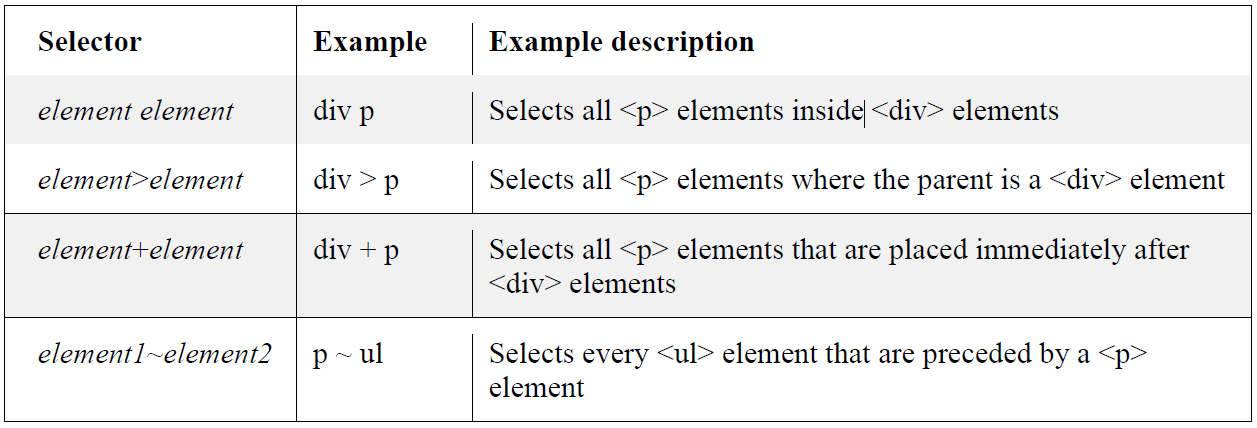 Selector Example Example description
element element div p Selects all <p> elements inside <div> elements
element>element div > p Selects all <p> elements where the parent is a <div> element
element+element div + p Selects all <p> elements that are placed immediately after
<div> elements
element1~element2 p ~ ul Selects every <ul> element that are preceded by a <p>
element